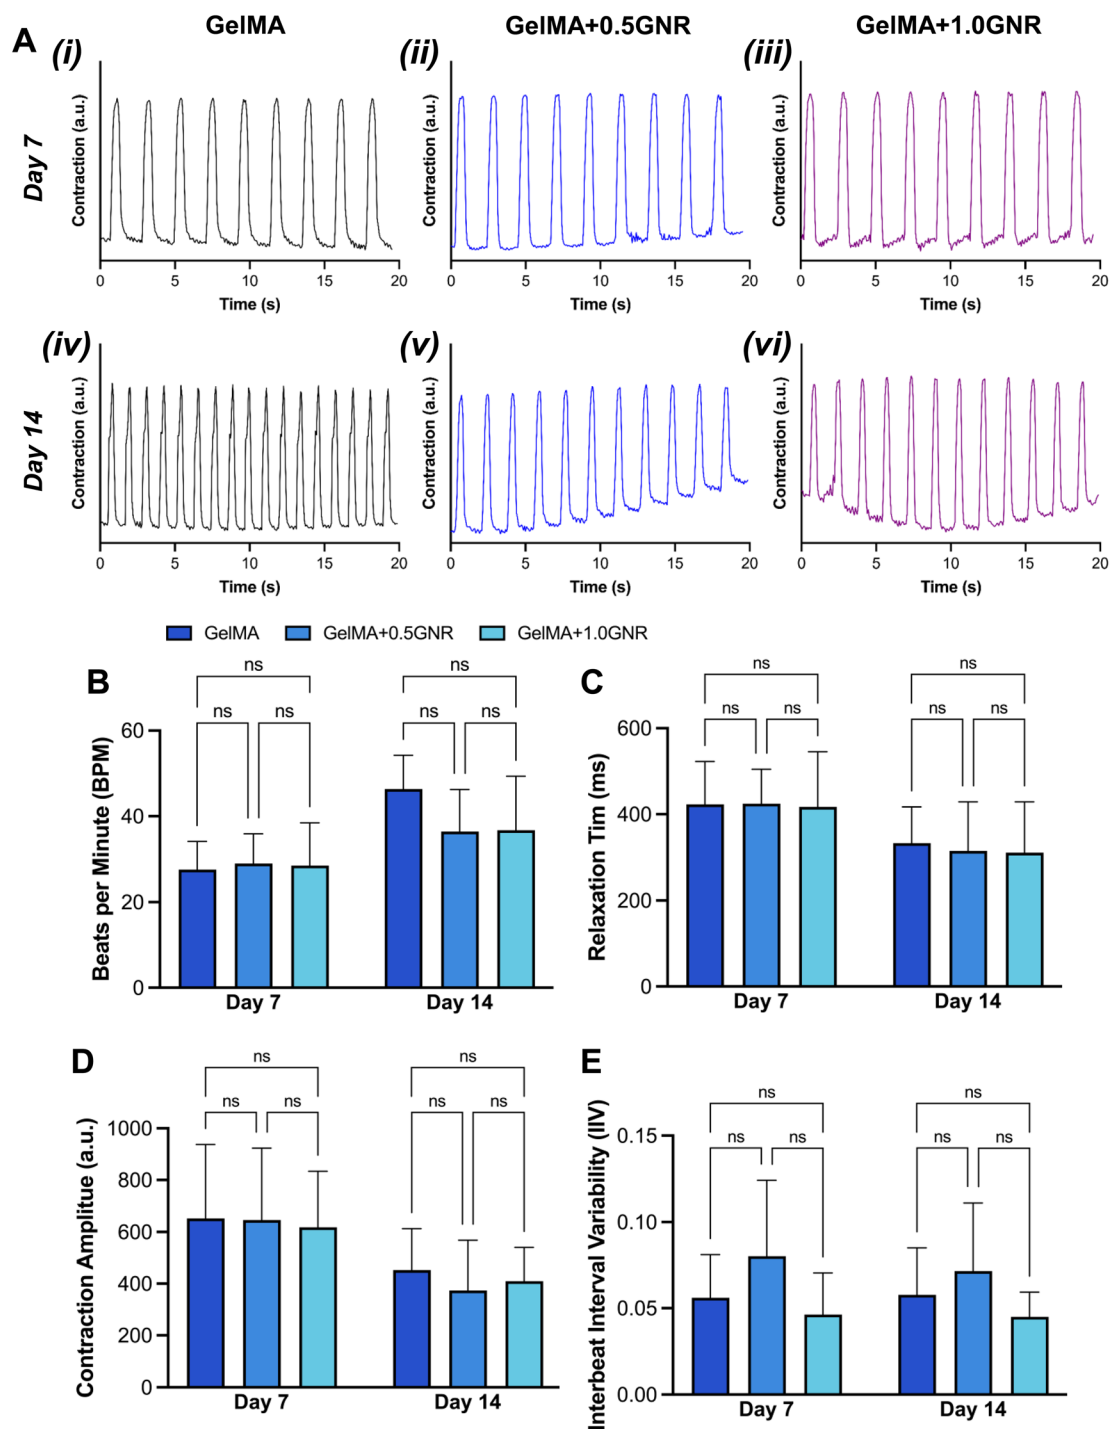 GelMA GelMA+0.5GNR GelMA+1.0GNR
A
(i) (ii) (iii)
Day 7
Contraction (a.u.)
0 5 10 15 20
Time (s)
Contraction (a.u.)
0 5 10 15 20
Time (s)
Contraction (a.u.)
0 5 10 15 20
Time (s)
(iv) (v) (vi)
Day 14
Contraction (a.u.)
0 5 10 15 20
Time (s)
Contraction (a.u.)
0 5 10 15 20
Time (s)
Contraction (a.u.)
0 5 10 15 20
Time (s)
GelMA GelMA+0.5GNR GelMA+1.0GNR
B
Beats per Minute (BPM)
60
40
20
0
ns
ns ns
ns
ns ns
Day 7 Day 14
C
Relaxation Tim (ms)
600
400
200
0
ns
ns ns
ns
ns ns
Day 7 Day 14
D
Contraction Amplitue (a.u.)
1000
800
600
400
200
0
ns
ns ns
ns
ns ns
Day 7 Day 14
E
Interbeat Interval Variability (IIV)
0.15
0.10
0.05
0.00
ns
ns ns
ns
ns ns
Day 7 Day 14